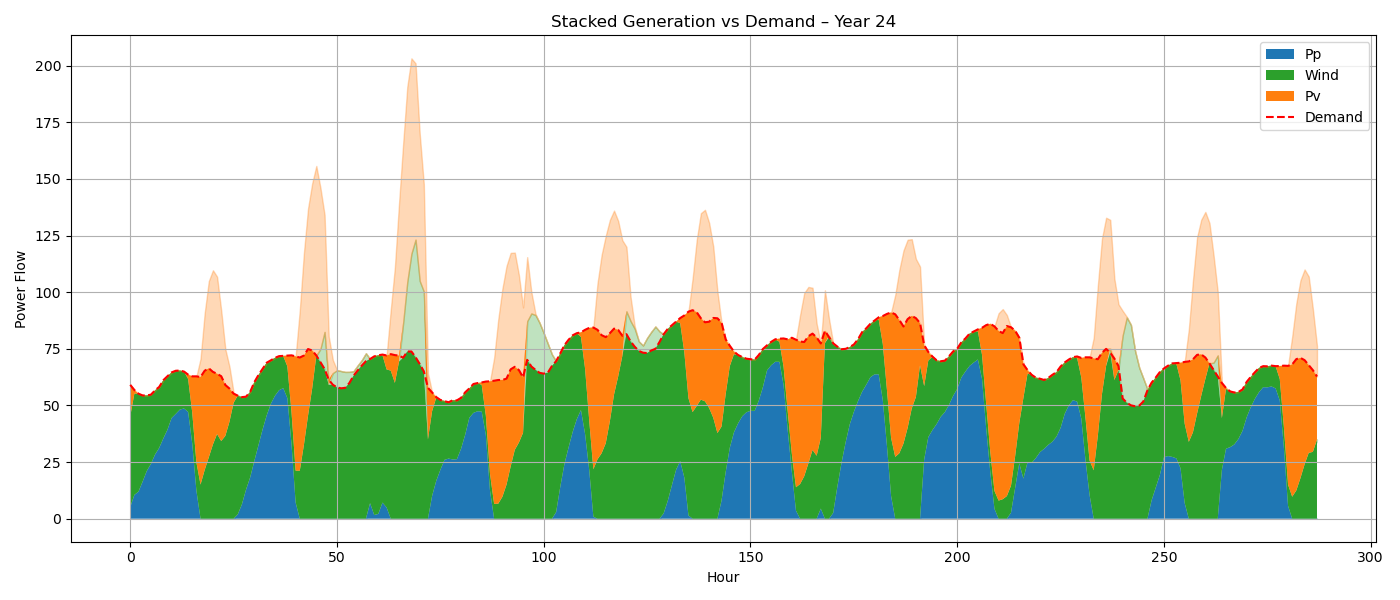 Stacked Generation vs Demand – Year 24
Power Flow
200
175
150
125
100
75
50
25
0
0 50 100 150 200 250 300
Hour
Pp
Wind
Pv
Demand